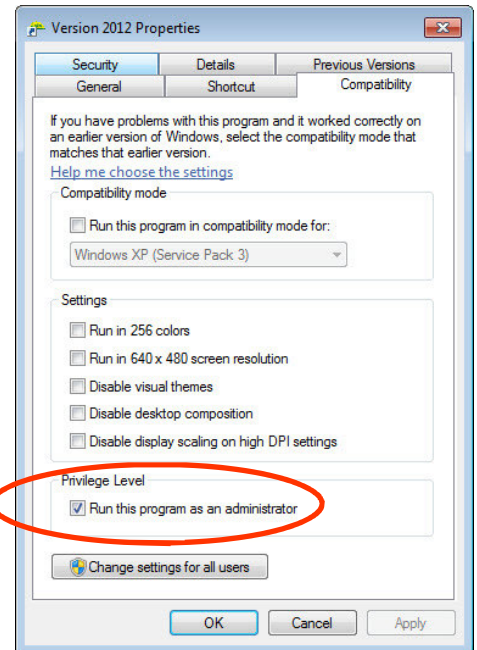 Version 2012 Properties
Security Details Previous Versions
General Shortcut Compatibility
If you have problems with this program and it worked correctly on
an earlier version of Windows, select the compatibility mode that
matches that earlier version.
Help me choose the settings
Compatibility mode
Run this program in compatibility mode for:
Windows XP (Service Pack 3)
Settings
Run in 256 colors
Run in 640 x 480 screen resolution
Disable visual themes
Disable desktop composition
Disable display scaling on high DPI settings
Privilege Level
Run this program as an administrator
Change settings for all users
OK Cancel Apply